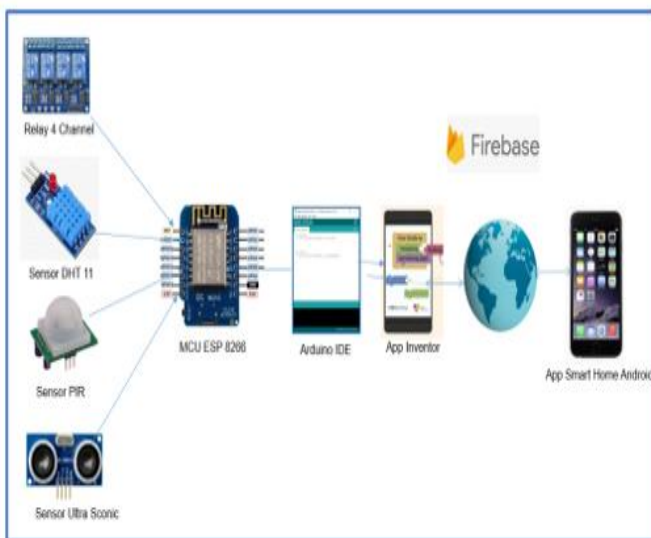 Relay 4 Channel
Sensor DHT 11
Sensor PIR
Sensor Ultra Sconic
MCU ESP 8266
Arduino IDE
App Inventor
Firebase
App Smart Home Android